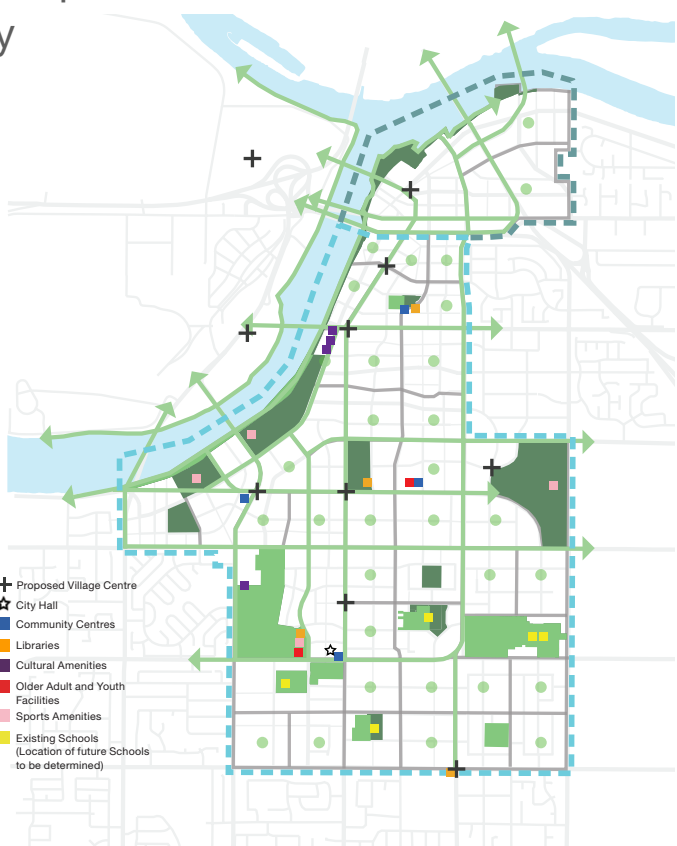 y
Proposed Village Centre
City Hall
Community Centres
Libraries
Cultural Amenities
Older Adult and Youth
Facilities
Sports Amenities
Existing Schools
(Location of future Schools
to be determined)